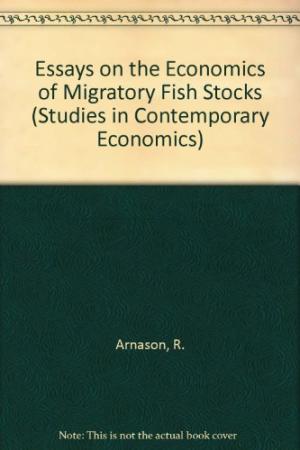 Essays on the Economics
of Migratory Fish Stocks
(Studies in Contemporary
Economics)
Arnason, R.
Note: This is not the actual book cover